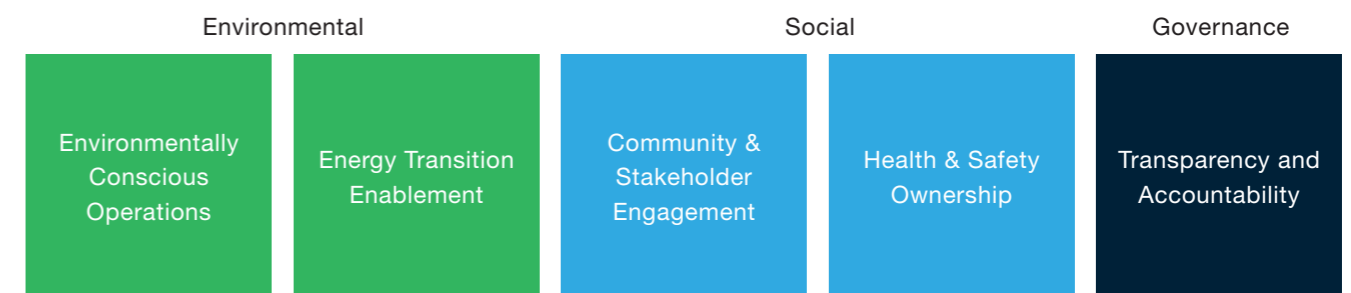 Environmental
Social
Governance
Environmentally
Conscious
Operations
Energy Transition
Enablement
Community &
Stakeholder
Engagement
Health & Safety
Ownership
Transparency and
Accountability